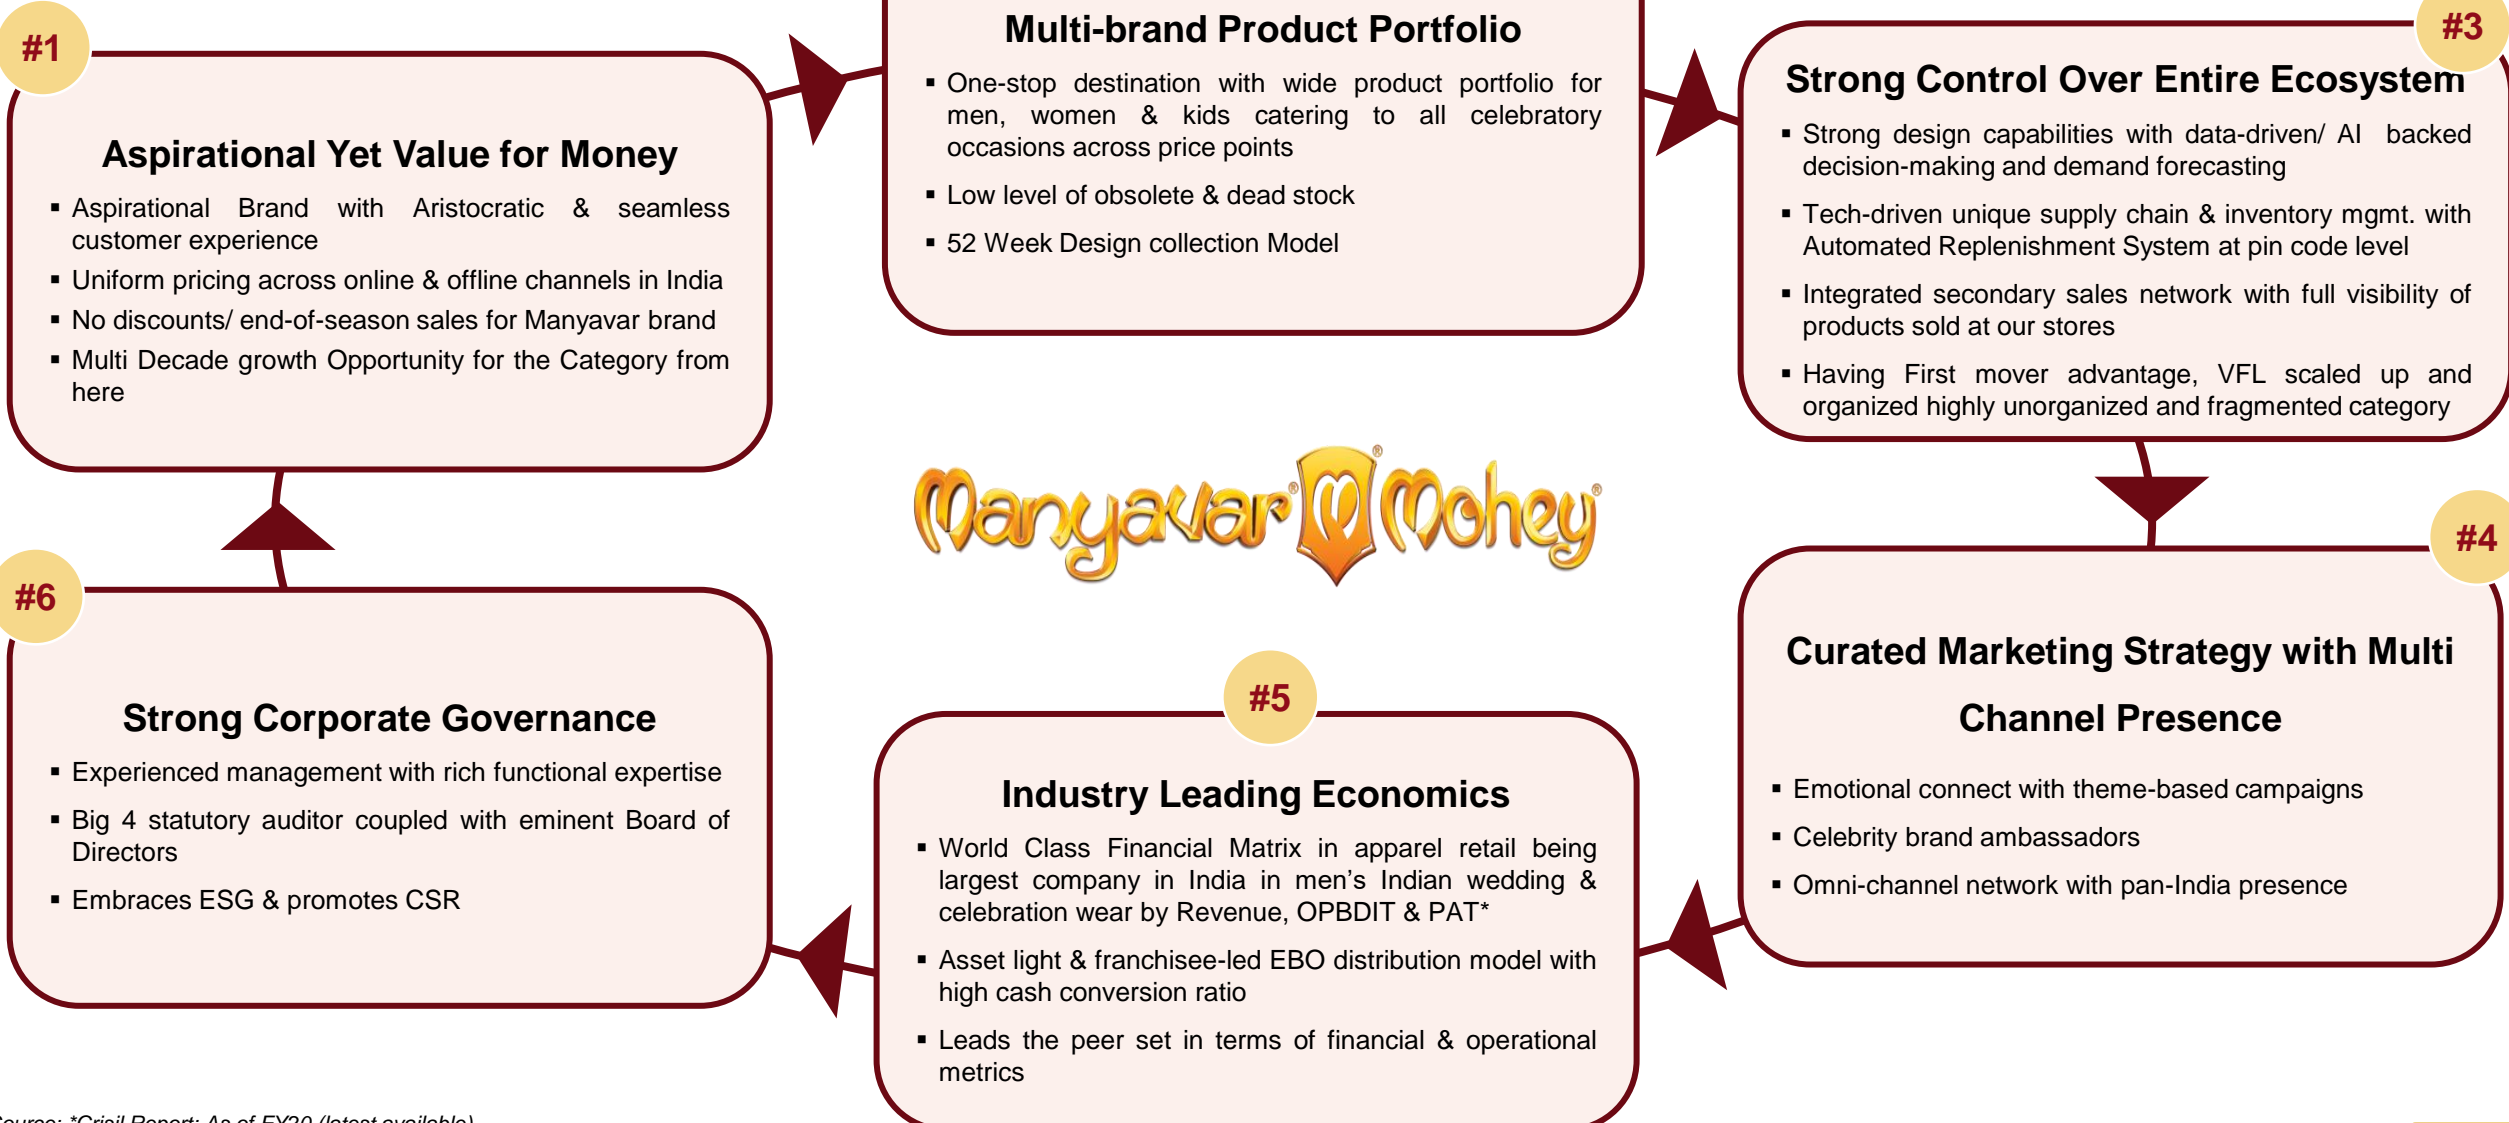 #1
Aspirational Yet Value for Money
▪ Aspirational Brand with Aristocratic & seamless
customer experience
▪ Uniform pricing across online & offline channels in India
▪ No discounts/ end-of-season sales for Manyavar brand
▪ Multi Decade growth Opportunity for the Category from
here
Multi-brand Product Portfolio
▪ One-stop destination with wide product portfolio for
men, women & kids catering to all celebratory
occasions across price points
▪ Low level of obsolete & dead stock
▪ 52 Week Design collection Model
#3
Strong Control Over Entire Ecosystem
▪ Strong design capabilities with data-driven/ AI backed
decision-making and demand forecasting
▪ Tech-driven unique supply chain & inventory mgmt. with
Automated Replenishment System at pin code level
▪ Integrated secondary sales network with full visibility of
products sold at our stores
▪ Having First mover advantage, VFL scaled up and
organized highly unorganized and fragmented category
Manyavar® ® Mohey®
#4
Curated Marketing Strategy with Multi
Channel Presence
▪ Emotional connect with theme-based campaigns
▪ Celebrity brand ambassadors
▪ Omni-channel network with pan-India presence
#5
Industry Leading Economics
▪ World Class Financial Matrix in apparel retail being
largest company in India in men’s Indian wedding &
celebration wear by Revenue, OPBDIT & PAT*
▪ Asset light & franchisee-led EBO distribution model with
high cash conversion ratio
▪ Leads the peer set in terms of financial & operational
metrics
#6
Strong Corporate Governance
▪ Experienced management with rich functional expertise
▪ Big 4 statutory auditor coupled with eminent Board of
Directors
▪ Embraces ESG & promotes CSR
Source: *Crisil Report; As of FY20 (latest available)